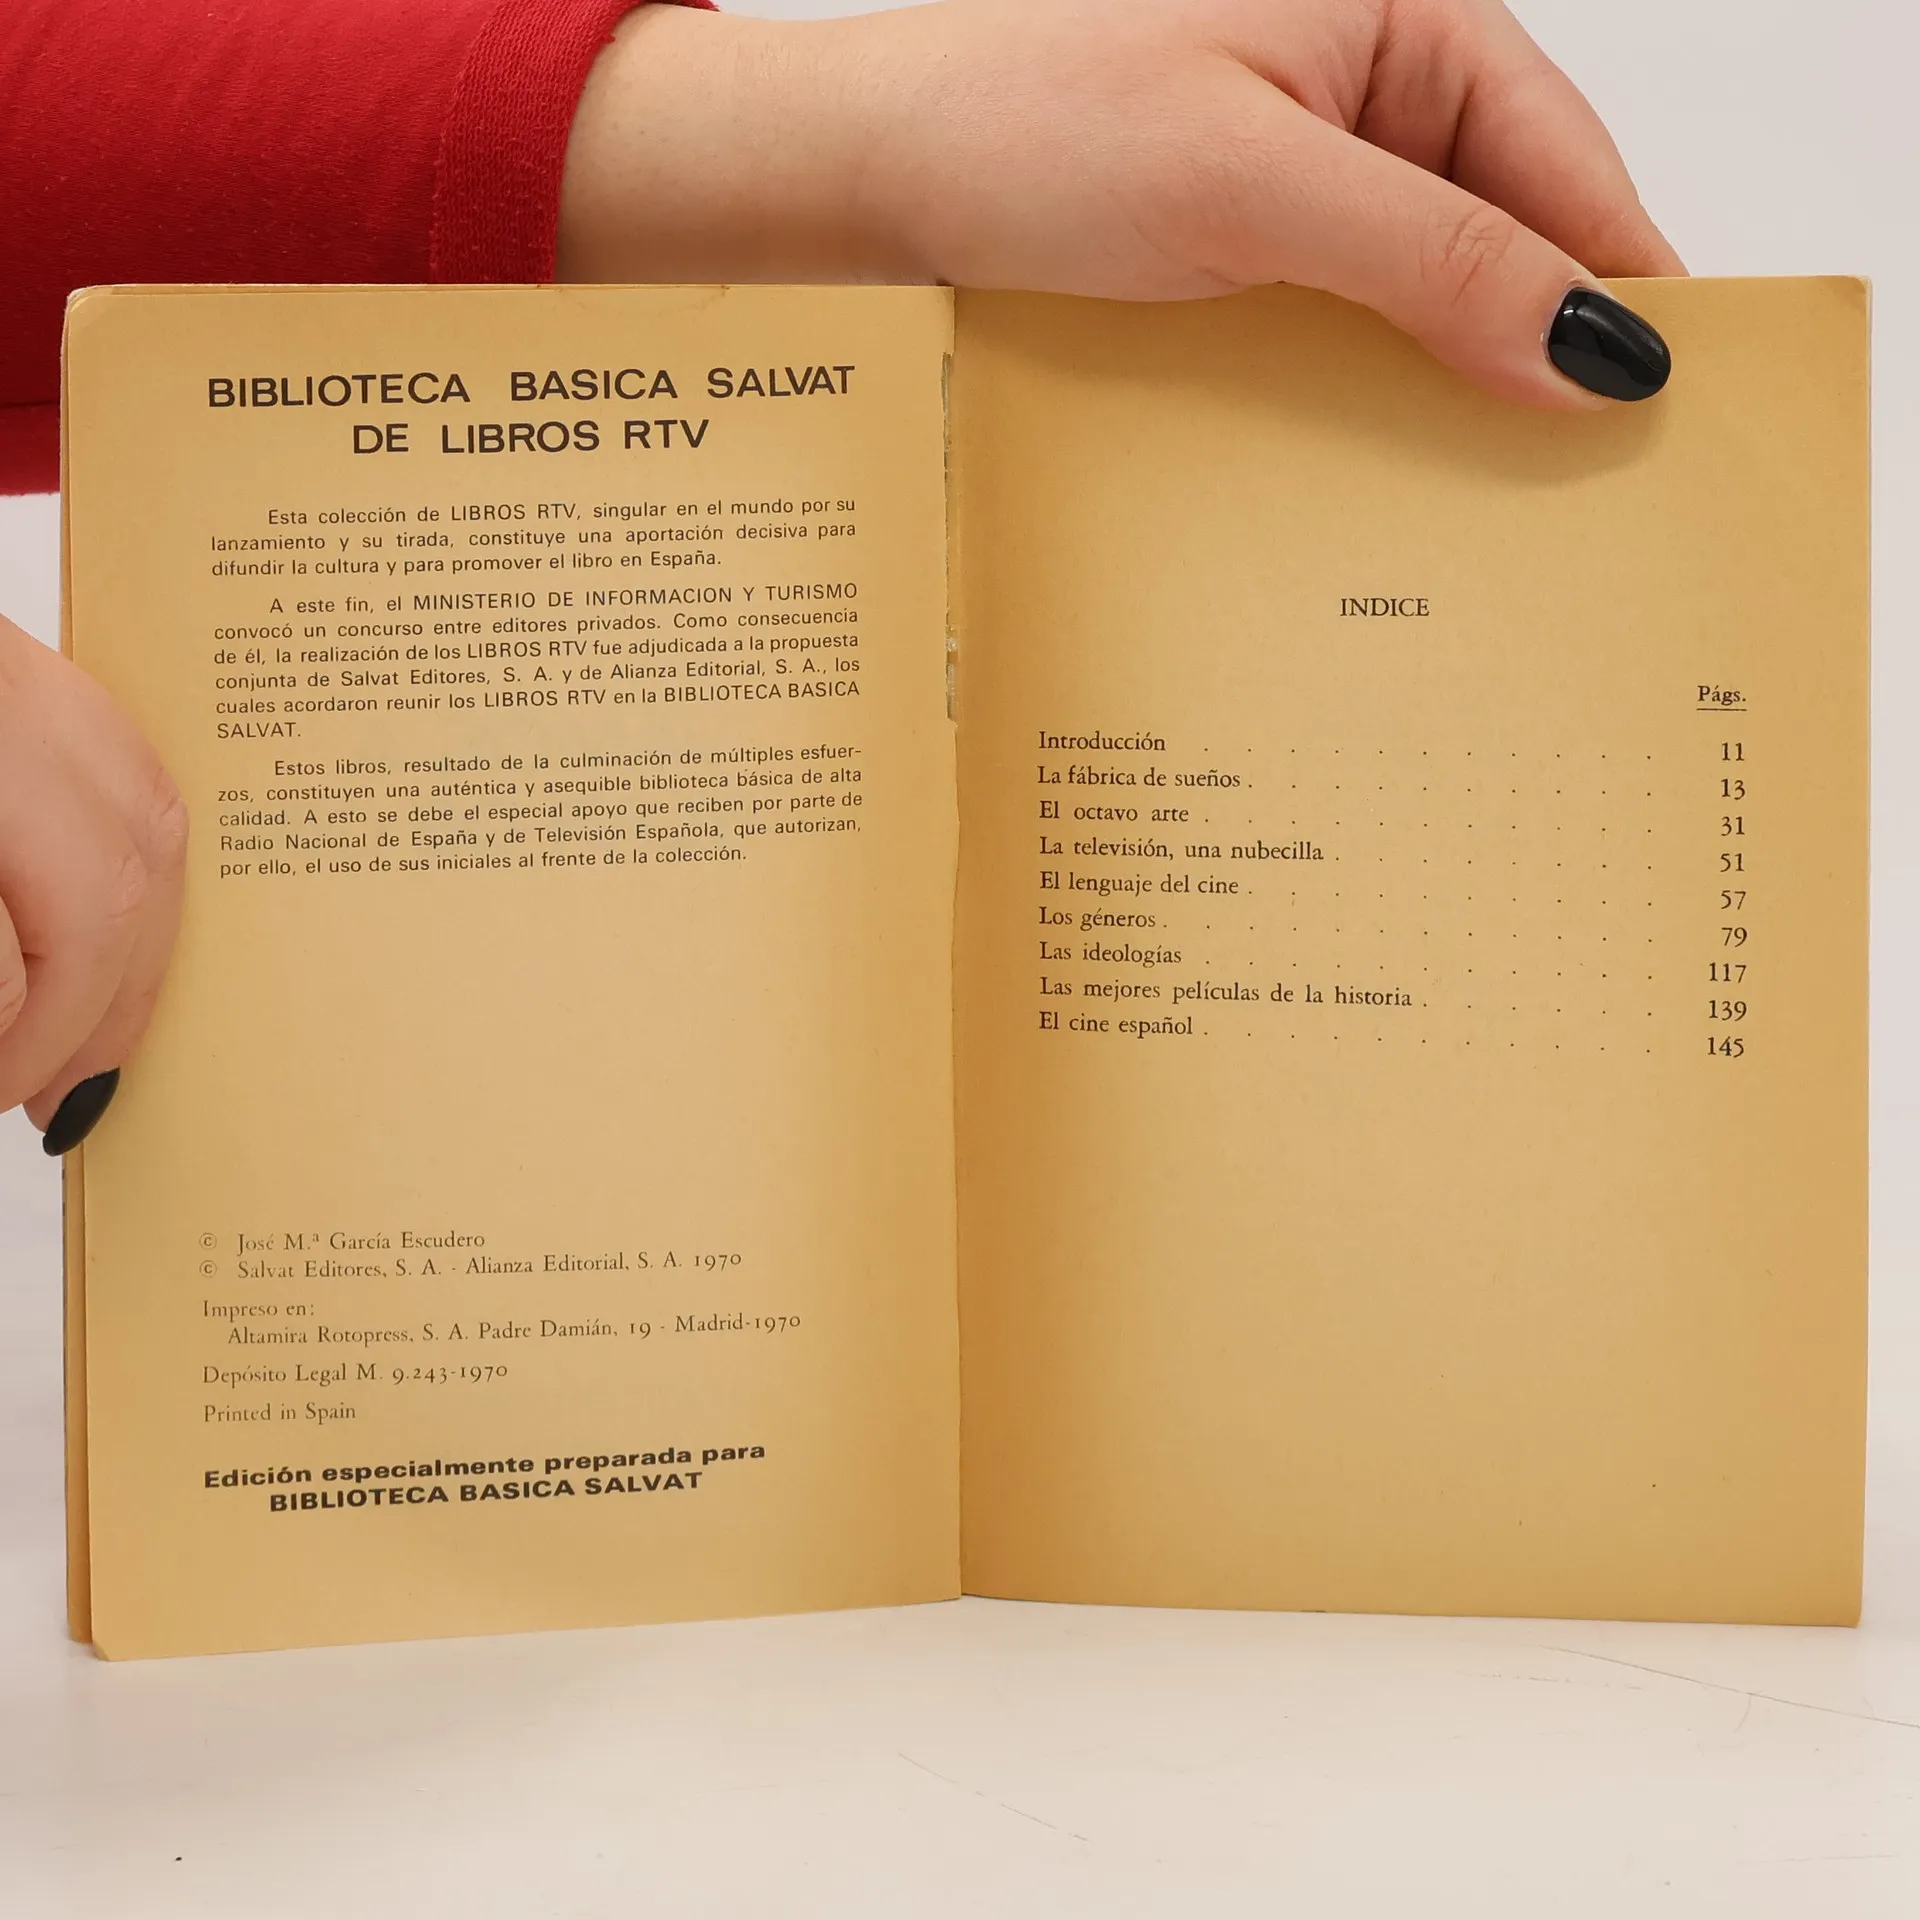 BIBLIOTECA BASICA SALVAT
DE LIBROS RTV
Esta colección de LIBROS RTV, singular en el mundo por su
lanzamiento y su tirada, constituye una aportación decisiva para
difundir la cultura y para promover el libro en España.
A este fin, el MINISTERIO DE INFORMACION Y TURISMO
convocó un concurso entre editores privados. Como consecuencia
de él, la realización de los LIBROS RTV fue adjudicada a la propuesta
conjunta de Salvat Editores, S. A. y de Alianza Editorial, S. A., los
cuales acordaron reunir los LIBROS RTV en la BIBLIOTECA BASICA
SALVAT.
Estos libros, resultado de la culminación de múltiples esfuer-
zos, constituyen una auténtica y asequible biblioteca básica de alta
calidad. A esto se debe el especial apoyo que reciben por parte de
Radio Nacional de España y de Televisión Española, que autorizan,
por ello, el uso de sus iniciales al frente de la colección.
© José M.ª García Escudero
© Salvat Editores, S. A. - Alianza Editorial, S. A. 1970
Impreso en:
Altamira Rotopress, S. A. Padre Damián, 19 - Madrid-1970
Depósito Legal M. 9.243-1970
Printed in Spain
Edición especialmente preparada para
BIBLIOTECA BASICA SALVAT
INDICE
Págs.
Introducción . . . . . . . . . . . 11
La fábrica de sueños . . . . . . . . . . 13
El octavo arte . . . . . . . . . . . 31
La televisión, una nubecilla . . . . . . . . 51
El lenguaje del cine . . . . . . . . . . 57
Los géneros . . . . . . . . . . . . 79
Las ideologías . . . . . . . . . . . 117
Las mejores películas de la historia . . . . . . 139
El cine español . . . . . . . . . . . 145